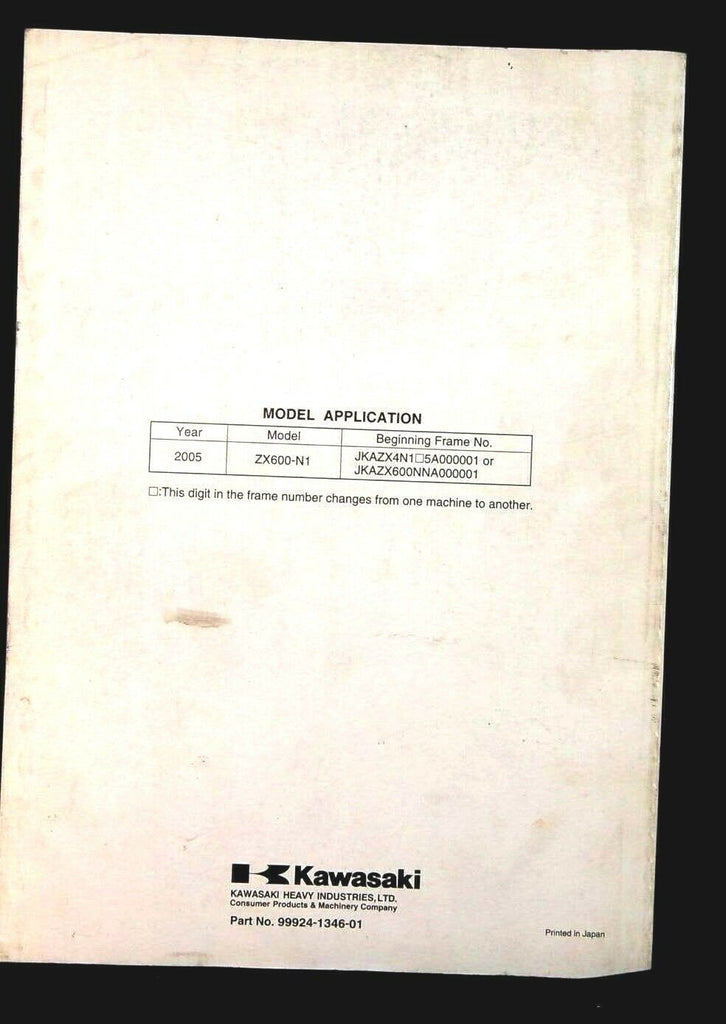 MODEL APPLICATION
Year Model Beginning Frame No.
2005 ZX600-N1 JKAZX4N1□5A000001 or
JKAZX600NNA000001
□:This digit in the frame number changes from one machine to another.
Kawasaki
KAWASAKI HEAVY INDUSTRIES,LTD.
Consumer Products & Machinery Company
Part No. 99924-1346-01
Printed in Japan